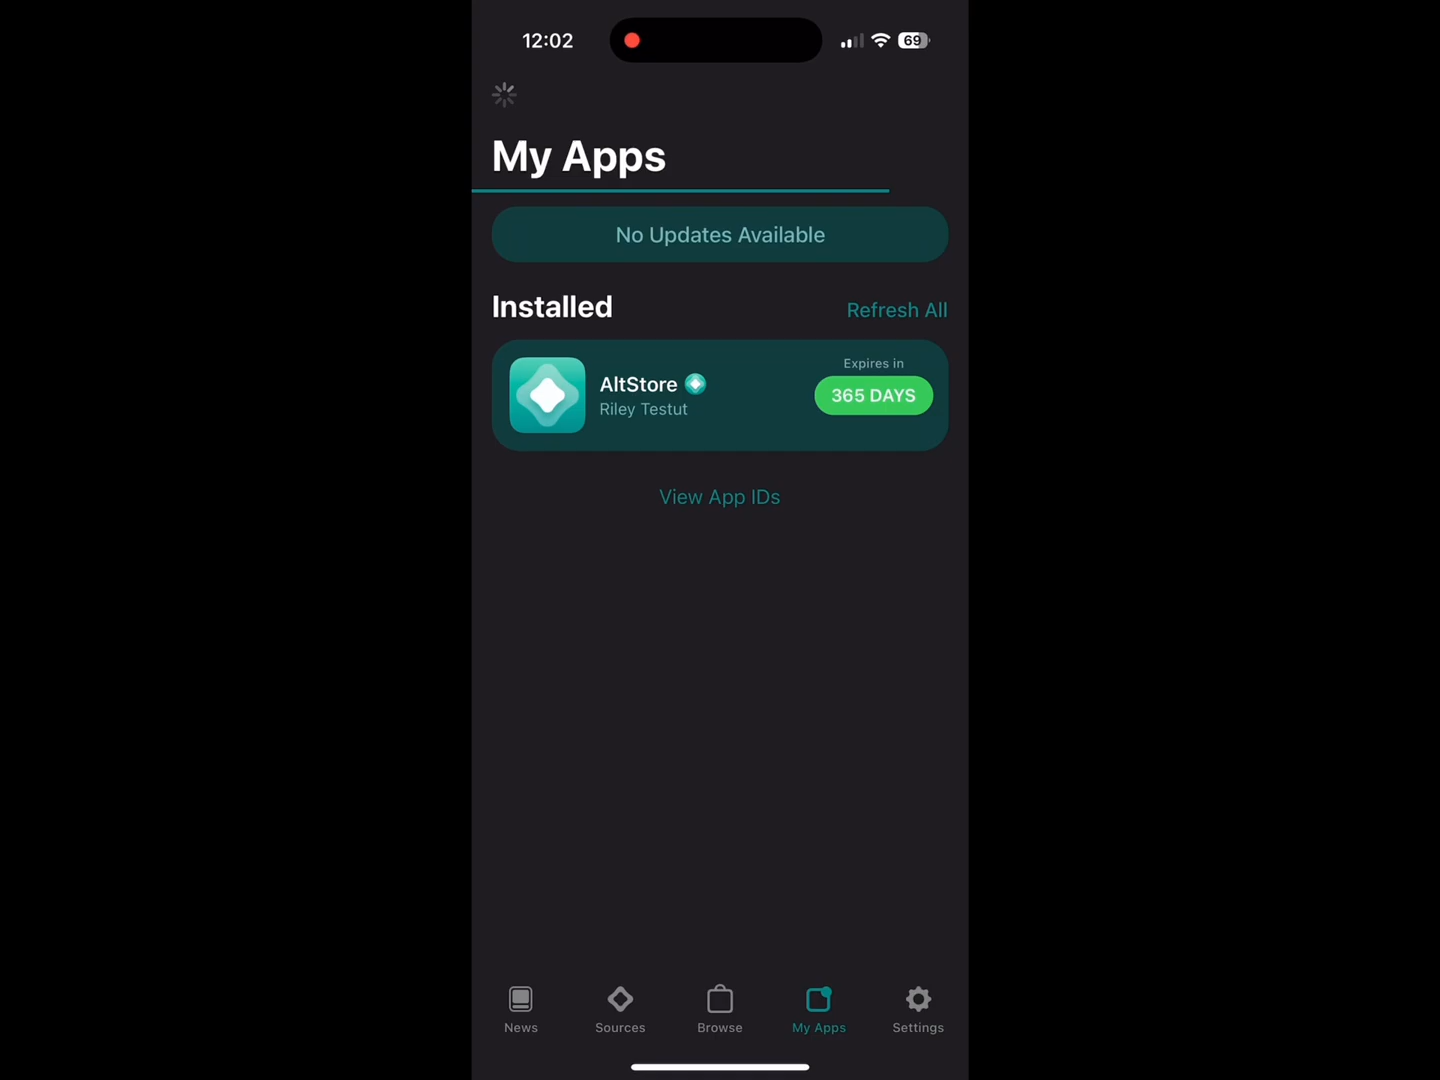 12:02
69
My Apps
No Updates Available
Installed
Refresh All
AltStore
Riley Testut
Expires in
365 DAYS
View App IDs
News
Sources
Browse
My Apps
Settings